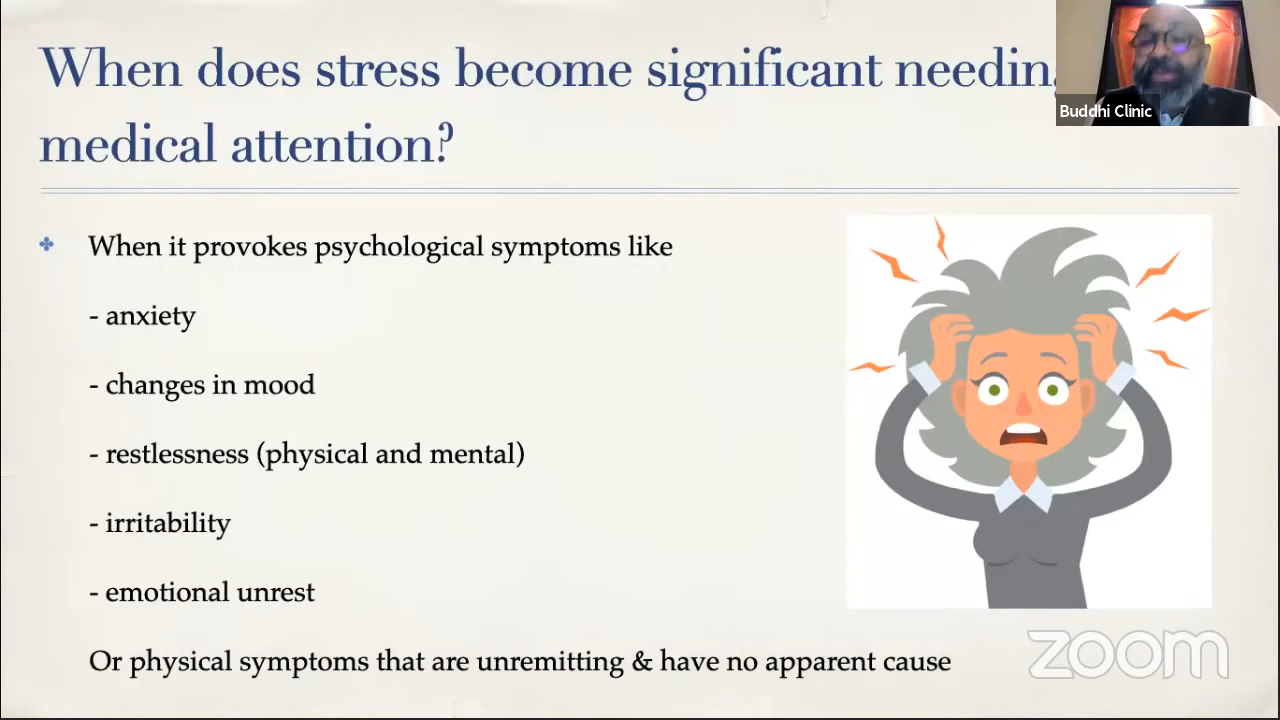 When does stress become significant needin
medical attention?
Buddhi Clinic
❖ When it provokes psychological symptoms like
- anxiety
- changes in mood
- restlessness (physical and mental)
- irritability
- emotional unrest
Or physical symptoms that are unremitting & have no apparent cause
zoom